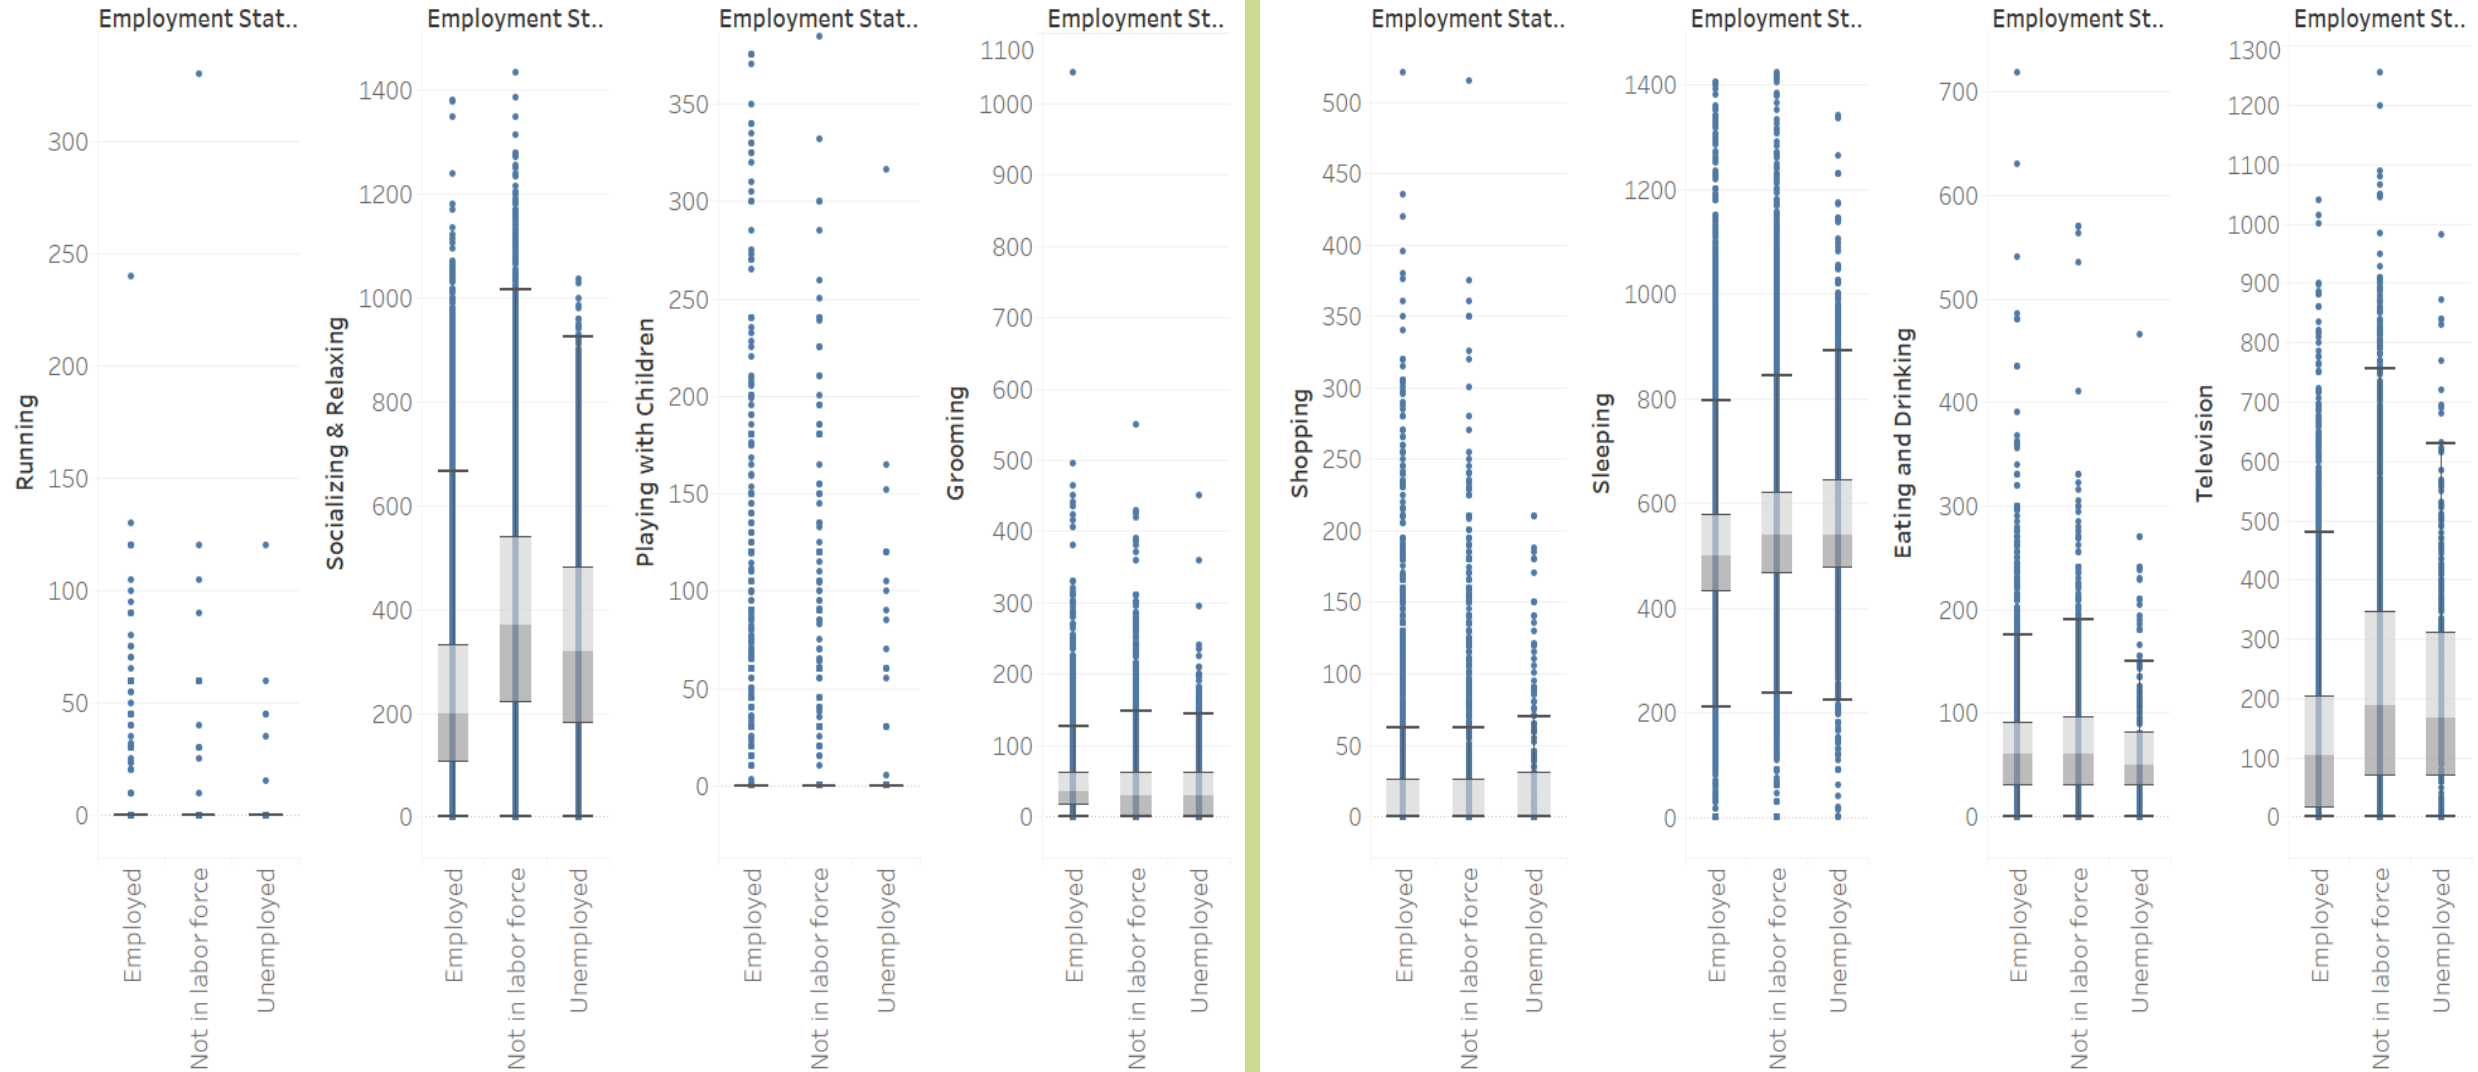 Employment Stat..
Employment St..
Employment Stat..
Employment St..
Employment Stat..
Employment St..
Employment St..
Employment St..
Running
300
250
200
150
100
50
0
Employed
Not in labor force
Unemployed
Socializing & Relaxing
1400
1200
1000
800
600
400
200
0
Employed
Not in labor force
Unemployed
Playing with Children
350
300
250
200
150
100
50
0
Employed
Not in labor force
Unemployed
Grooming
1100
1000
900
800
700
600
500
400
300
200
100
0
Employed
Not in labor force
Unemployed
Shopping
500
450
400
350
300
250
200
150
100
50
0
Employed
Not in labor force
Unemployed
Sleeping
1400
1200
1000
800
600
400
200
0
Employed
Not in labor force
Unemployed
Eating and Drinking
700
600
500
400
300
200
100
0
Employed
Not in labor force
Unemployed
Television
1300
1200
1100
1000
900
800
700
600
500
400
300
200
100
0
Employed
Not in labor force
Unemployed